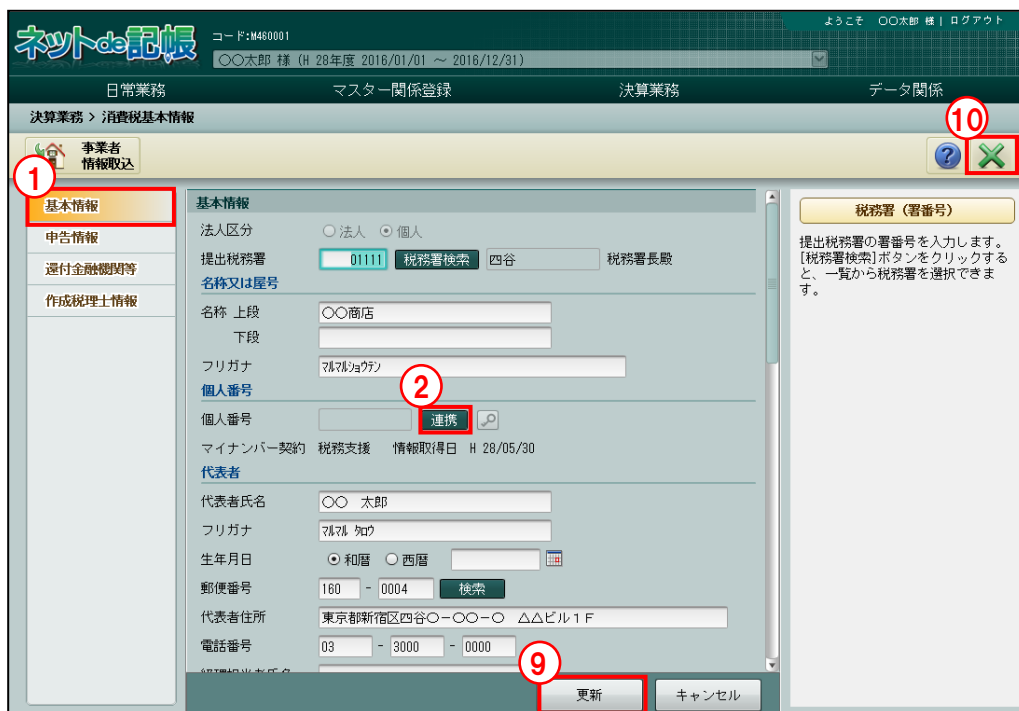 ようこそ 〇〇太郎 様 | ログアウト
ネットde記帳
コード:M460001
〇〇太郎 様 (H 28年度 2016/01/01 ～ 2016/12/31)
日常業務 マスター関係登録 決算業務 データ関係
決算業務 > 消費税基本情報
10
事業者
情報取込
?
1
基本情報
申告情報
還付金融機関等
作成税理士情報
基本情報
法人区分 法人 個人
提出税務署 01111 税務署検索 四谷 税務署長殿
名称又は屋号
名称 上段 〇〇商店
下段
フリガナ ﾏﾙﾏﾙｼｮｳﾃﾝ
個人番号
2
個人番号 連携
マイナンバー契約 税務支援 情報取得日 H 28/05/30
代表者
代表者氏名 〇〇 太郎
フリガナ ﾏﾙﾏﾙ ﾀﾛｳ
生年月日 和暦 西暦
郵便番号 160 - 0004 検索
代表者住所 東京都新宿区四谷〇－〇〇－〇 △△ビル１Ｆ
電話番号 03 - 3000 - 0000
9
更新 キャンセル
税務署（署番号）
提出税務署の署番号を入力します。
[税務署検索]ボタンをクリックする
と、一覧から税務署を選択できま
す。